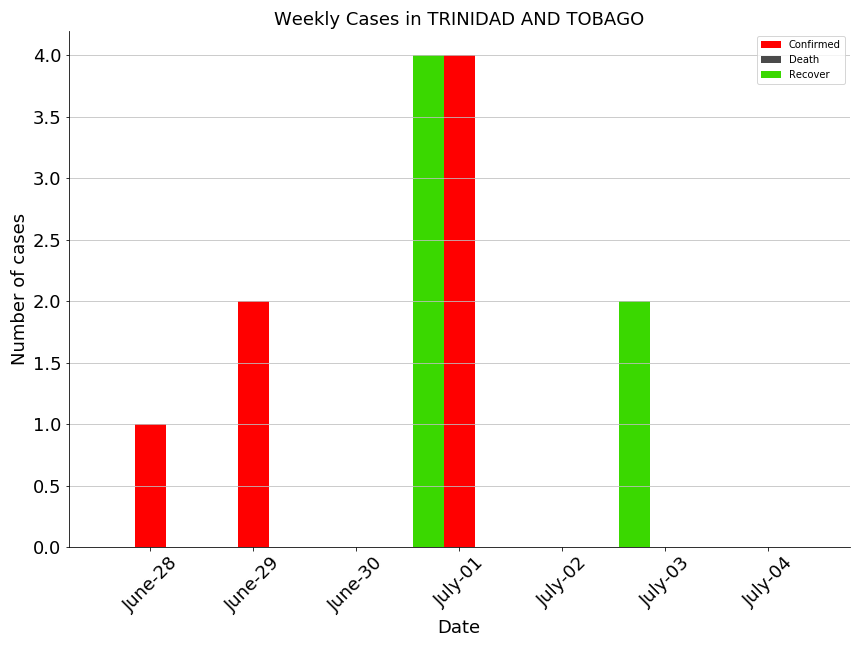 Weekly Cases in TRINIDAD AND TOBAGO
Confirmed
Death
Recover
Number of cases
4.0
3.5
3.0
2.5
2.0
1.5
1.0
0.5
0.0
June-28
June-29
June-30
July-01
July-02
July-03
July-04
Date